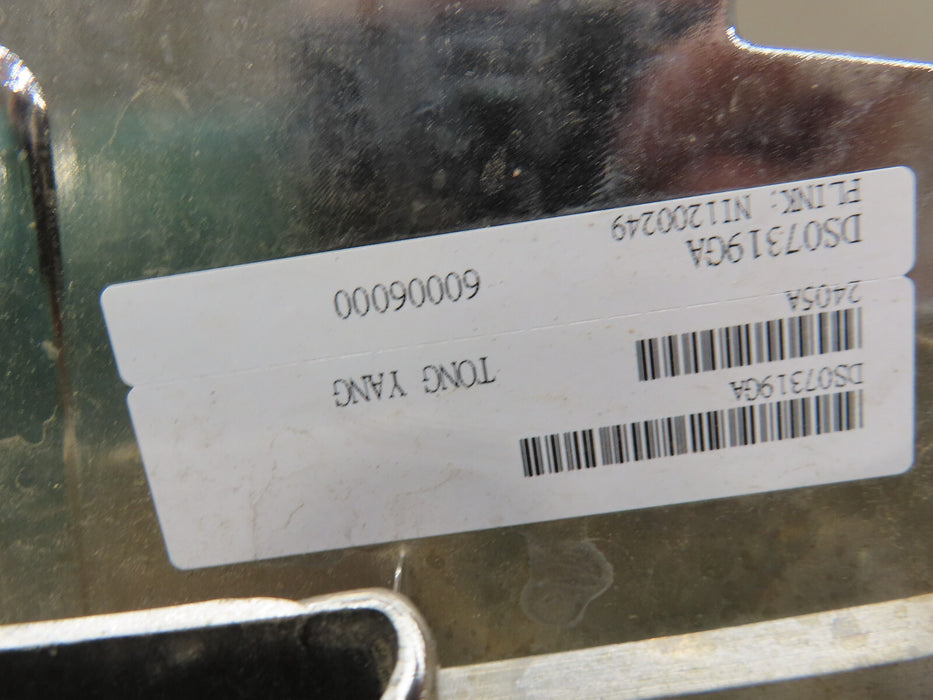 DS07319GA
TONG YANG
2405A
DS07319GA 60006000
FLINK: NI1200249